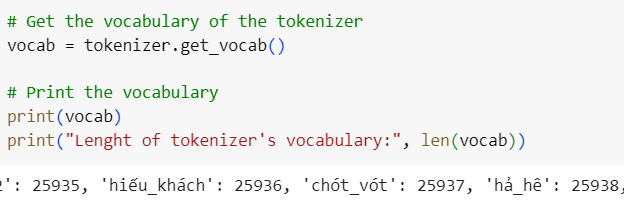 # Get the vocabulary of the tokenizer
vocab = tokenizer.get_vocab()
# Print the vocabulary
print(vocab)
print("Lenght of tokenizer's vocabulary:", len(vocab))
': 25935, 'hiếu_khách': 25936, 'chót_vót': 25937, 'hả_hê': 25938,